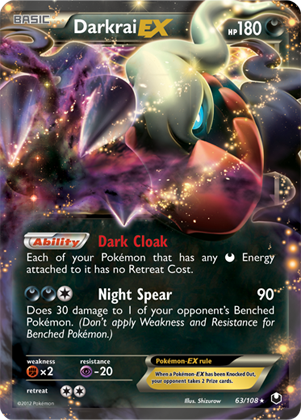 BASIC
Darkrai EX HP180
Ability Dark Cloak
Each of your Pokémon that has any Energy
attached to it has no Retreat Cost.
Night Spear 90
Does 30 damage to 1 of your opponent's Benched
Pokémon. (Don't apply Weakness and Resistance for
Benched Pokémon.)
weakness resistance
×2 -20
retreat
Pokémon-EX rule
When a Pokémon-EX has been Knocked Out,
your opponent takes 2 Prize cards.
©2012 Pokémon Illus. Shizurow 63/108